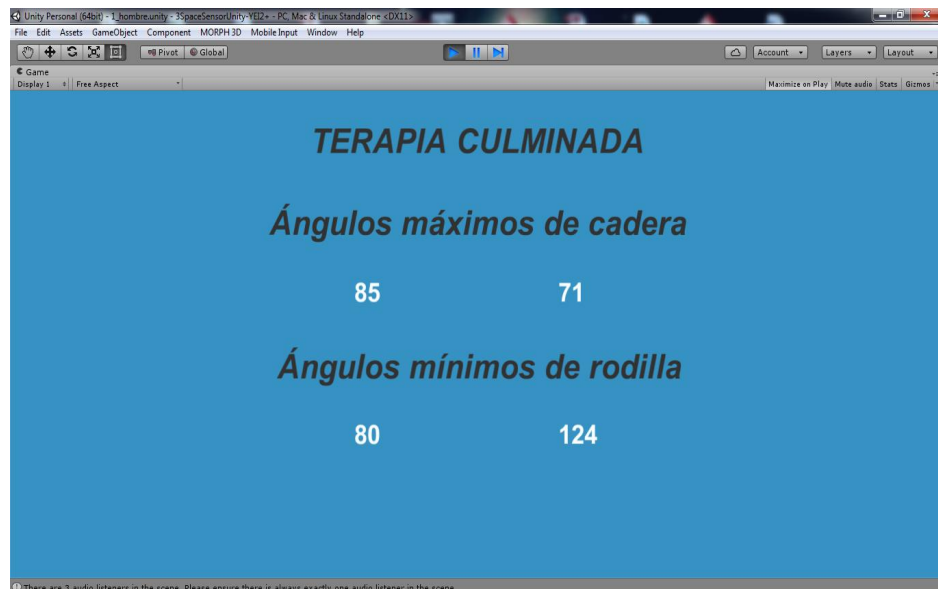 Unity Personal (64bit) - 1_hombre.unity - 3SpaceSensorUnity-YEI2+ - PC, Mac & Linux Standalone <DX11>
File Edit Assets GameObject Component MORPH 3D Mobile Input Window Help
Pivot Global Account Layers Layout
Game
Display 1 Free Aspect Maximize on Play Mute audio Stats Gizmos
TERAPIA CULMINADA
Ángulos máximos de cadera
85 71
Ángulos mínimos de rodilla
80 124
There are 3 audio listeners in the scene. Please ensure there is always exactly one audio listener in the scene.